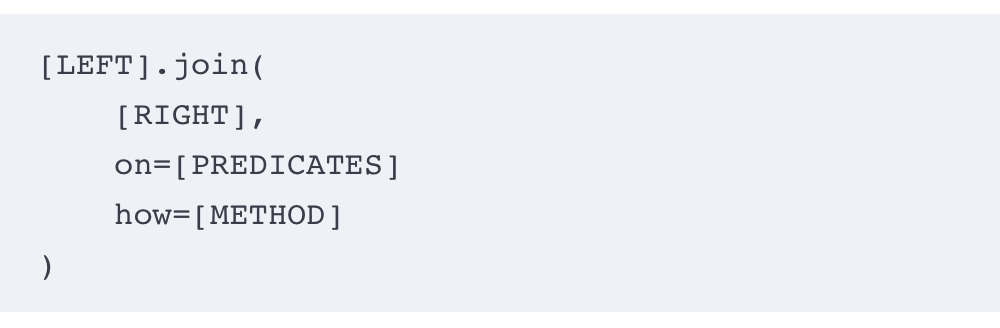 [LEFT].join(
    [RIGHT],
    on=[PREDICATES]
    how=[METHOD]
)